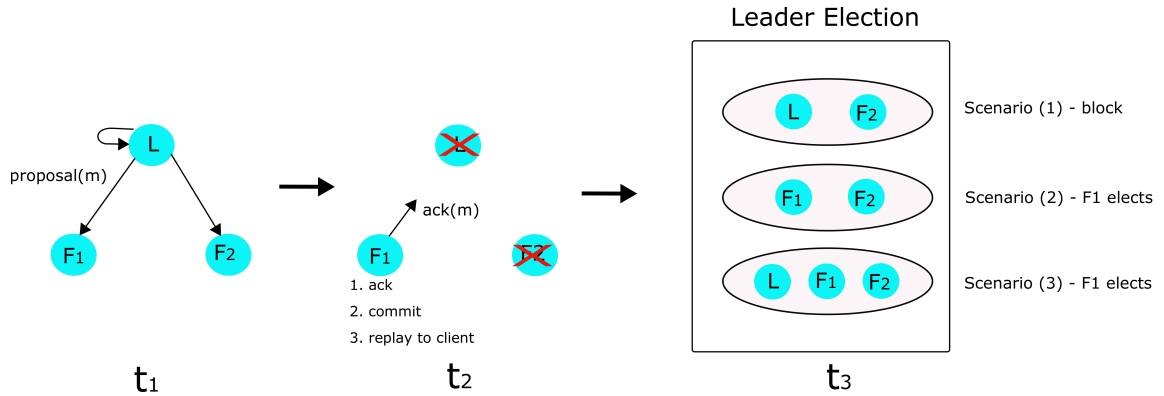 Leader Election
L
proposal(m)
F1
F2
t1
L
ack(m)
F1
F2
1. ack
2. commit
3. replay to client
t2
L
F2
Scenario (1) - block
F1
F2
Scenario (2) - F1 elects
L
F1
F2
Scenario (3) - F1 elects
t3